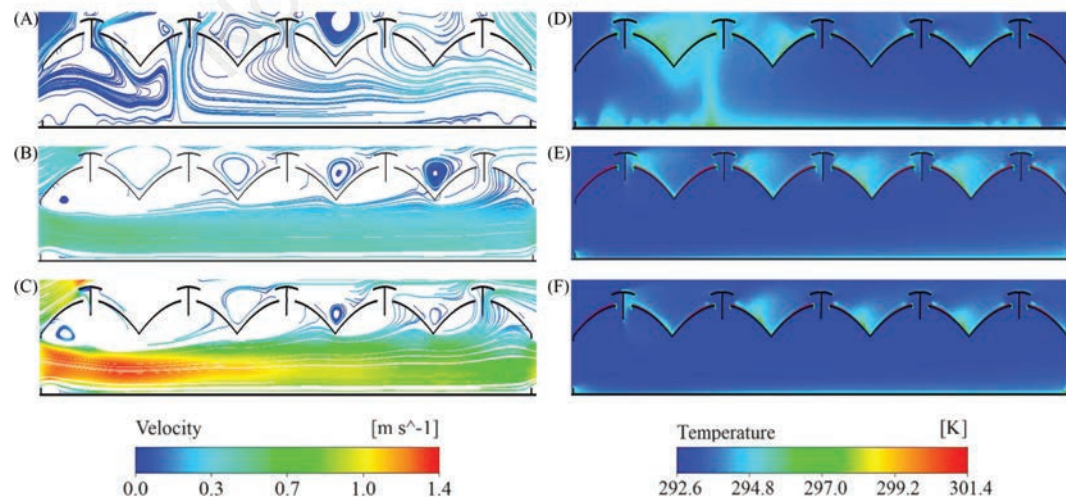 (A)
(B)
(C)
(D)
(E)
(F)
Velocity [m s^-1]
0.0 0.3 0.7 1.0 1.4
Temperature [K]
292.6 294.8 297.0 299.2 301.4